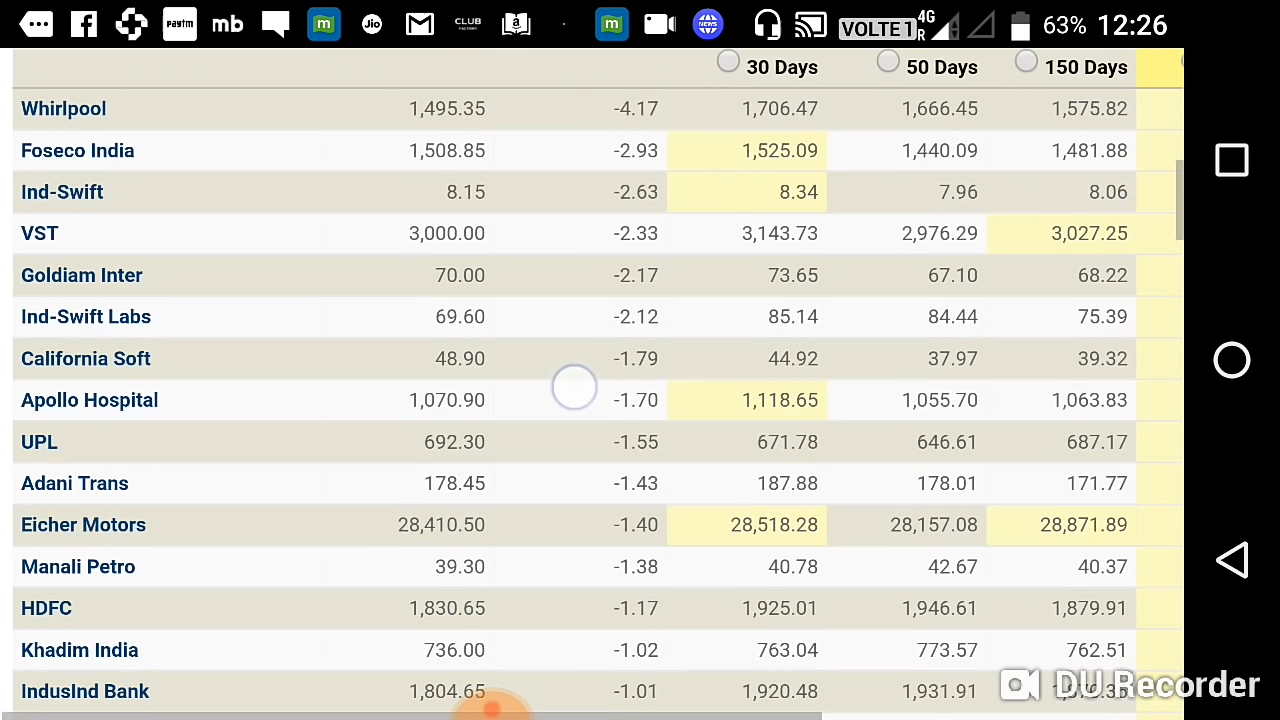 Paytm mb m Jio CLUB FACTORY a m NEWS VOLTE 1 4G R 63% 12:26
30 Days 50 Days 150 Days
Whirlpool 1,495.35 -4.17 1,706.47 1,666.45 1,575.82
Foseco India 1,508.85 -2.93 1,525.09 1,440.09 1,481.88
Ind-Swift 8.15 -2.63 8.34 7.96 8.06
VST 3,000.00 -2.33 3,143.73 2,976.29 3,027.25
Goldiam Inter 70.00 -2.17 73.65 67.10 68.22
Ind-Swift Labs 69.60 -2.12 85.14 84.44 75.39
California Soft 48.90 -1.79 44.92 37.97 39.32
Apollo Hospital 1,070.90 -1.70 1,118.65 1,055.70 1,063.83
UPL 692.30 -1.55 671.78 646.61 687.17
Adani Trans 178.45 -1.43 187.88 178.01 171.77
Eicher Motors 28,410.50 -1.40 28,518.28 28,157.08 28,871.89
Manali Petro 39.30 -1.38 40.78 42.67 40.37
HDFC 1,830.65 -1.17 1,925.01 1,946.61 1,879.91
Khadim India 736.00 -1.02 763.04 773.57 762.51
IndusInd Bank 1,804.65 -1.01 1,920.48 1,931.91
DU Recorder